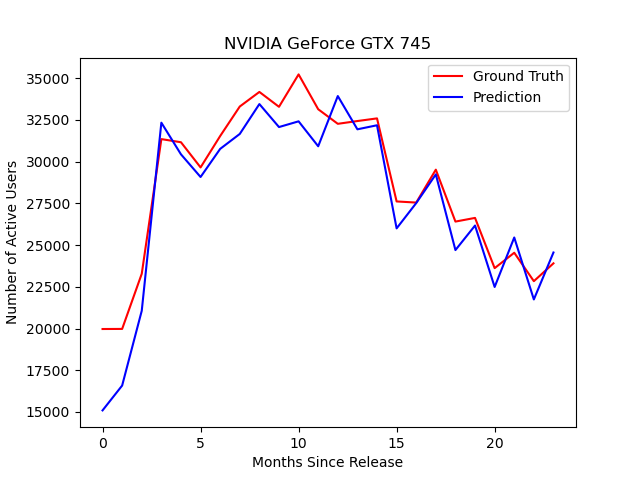 NVIDIA GeForce GTX 745
Ground Truth
Prediction
Number of Active Users
35000
32500
30000
27500
25000
22500
20000
17500
15000
0 5 10 15 20
Months Since Release